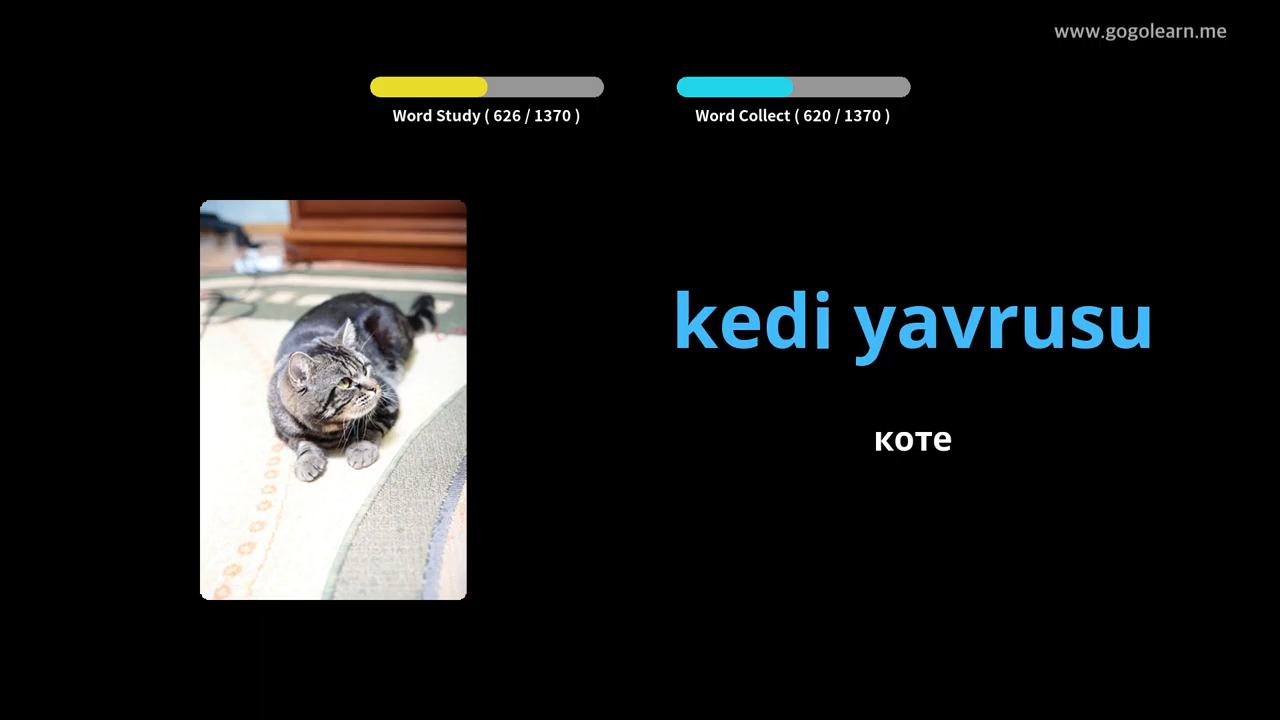 www.gogolearn.me
Word Study ( 626 / 1370 )
Word Collect ( 620 / 1370 )
kedi yavrusu
коте